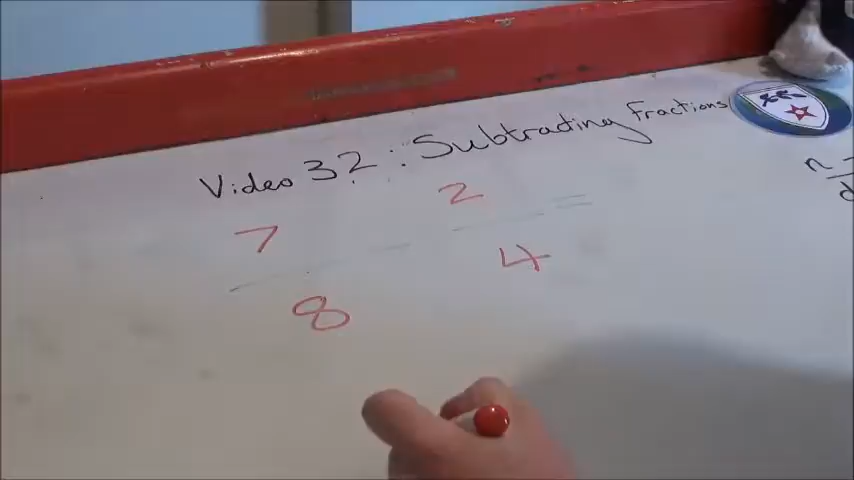 Video 32 : Subtracting Fractions
7/8 - 2/4 =
n
d